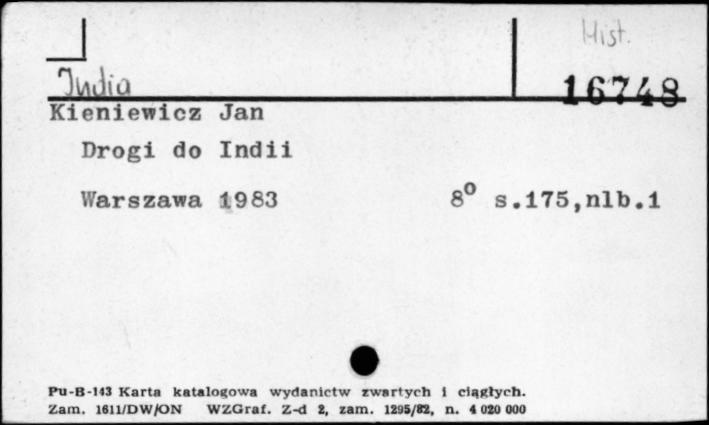 Hist.
India
16748
Kieniewicz Jan
Drogi do Indii
Warszawa 1983 8º s.175,nlb.1
Pu-B-143 Karta katalogowa wydanictw zwartych i ciągłych.
Zam. 1611/DW/ON WZGraf. Z-d 2, zam. 1295/82, n. 4 020 000